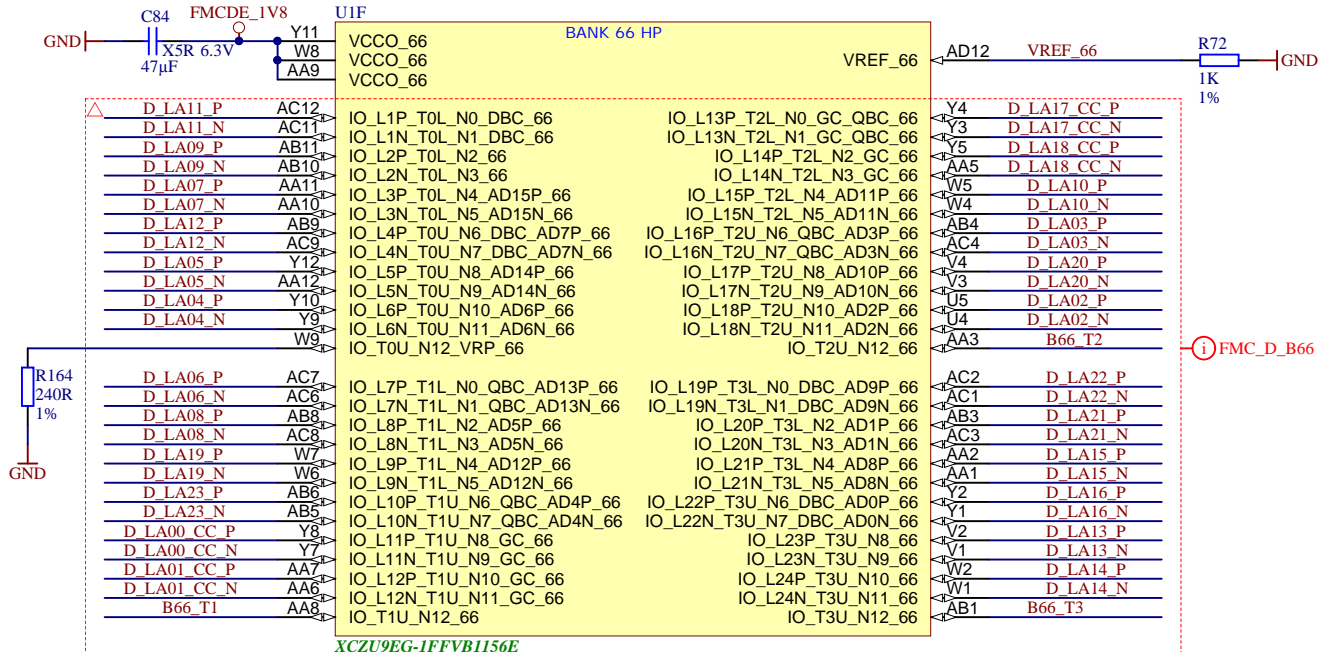 C84 FMCDE_1V8 U1F
GND X5R 6.3V 47µF
BANK 66 HP
Y11 VCCO_66
W8 VCCO_66
AA9 VCCO_66
VREF_66 AD12 VREF_66 R72 1K 1% GND
D_LA11_P AC12 IO_L1P_T0L_N0_DBC_66
D_LA11_N AC11 IO_L1N_T0L_N1_DBC_66
D_LA09_P AB11 IO_L2P_T0L_N2_66
D_LA09_N AB10 IO_L2N_T0L_N3_66
D_LA07_P AA11 IO_L3P_T0L_N4_AD15P_66
D_LA07_N AA10 IO_L3N_T0L_N5_AD15N_66
D_LA12_P AB9 IO_L4P_T0U_N6_DBC_AD7P_66
D_LA12_N AC9 IO_L4N_T0U_N7_DBC_AD7N_66
D_LA05_P Y12 IO_L5P_T0U_N8_AD14P_66
D_LA05_N AA12 IO_L5N_T0U_N9_AD14N_66
D_LA04_P Y10 IO_L6P_T0U_N10_AD6P_66
D_LA04_N Y9 IO_L6N_T0U_N11_AD6N_66
W9 IO_T0U_N12_VRP_66
R164
240R
1%
GND
D_LA06_P AC7 IO_L7P_T1L_N0_QBC_AD13P_66
D_LA06_N AC6 IO_L7N_T1L_N1_QBC_AD13N_66
D_LA08_P AB8 IO_L8P_T1L_N2_AD5P_66
D_LA08_N AC8 IO_L8N_T1L_N3_AD5N_66
D_LA19_P W7 IO_L9P_T1L_N4_AD12P_66
D_LA19_N W6 IO_L9N_T1L_N5_AD12N_66
D_LA23_P AB6 IO_L10P_T1U_N6_QBC_AD4P_66
D_LA23_N AB5 IO_L10N_T1U_N7_QBC_AD4N_66
D_LA00_CC_P Y8 IO_L11P_T1U_N8_GC_66
D_LA00_CC_N Y7 IO_L11N_T1U_N9_GC_66
D_LA01_CC_P AA7 IO_L12P_T1U_N10_GC_66
D_LA01_CC_N AA6 IO_L12N_T1U_N11_GC_66
B66_T1 AA8 IO_T1U_N12_66
IO_L13P_T2L_N0_GC_QBC_66 Y4 D_LA17_CC_P
IO_L13N_T2L_N1_GC_QBC_66 Y3 D_LA17_CC_N
IO_L14P_T2L_N2_GC_66 Y5 D_LA18_CC_P
IO_L14N_T2L_N3_GC_66 AA5 D_LA18_CC_N
IO_L15P_T2L_N4_AD11P_66 W5 D_LA10_P
IO_L15N_T2L_N5_AD11N_66 W4 D_LA10_N
IO_L16P_T2U_N6_QBC_AD3P_66 AB4 D_LA03_P
IO_L16N_T2U_N7_QBC_AD3N_66 AC4 D_LA03_N
IO_L17P_T2U_N8_AD10P_66 V4 D_LA20_P
IO_L17N_T2U_N9_AD10N_66 V3 D_LA20_N
IO_L18P_T2U_N10_AD2P_66 U5 D_LA02_P
IO_L18N_T2U_N11_AD2N_66 U4 D_LA02_N
IO_T2U_N12_66 AA3 B66_T2
i FMC_D_B66
IO_L19P_T3L_N0_DBC_AD9P_66 AC2 D_LA22_P
IO_L19N_T3L_N1_DBC_AD9N_66 AC1 D_LA22_N
IO_L20P_T3L_N2_AD1P_66 AB3 D_LA21_P
IO_L20N_T3L_N3_AD1N_66 AC3 D_LA21_N
IO_L21P_T3L_N4_AD8P_66 AA2 D_LA15_P
IO_L21N_T3L_N5_AD8N_66 AA1 D_LA15_N
IO_L22P_T3U_N6_DBC_AD0P_66 Y2 D_LA16_P
IO_L22N_T3U_N7_DBC_AD0N_66 Y1 D_LA16_N
IO_L23P_T3U_N8_66 V2 D_LA13_P
IO_L23N_T3U_N9_66 V1 D_LA13_N
IO_L24P_T3U_N10_66 W2 D_LA14_P
IO_L24N_T3U_N11_66 W1 D_LA14_N
IO_T3U_N12_66 AB1 B66_T3
XCZU9EG-1FFVB1156E